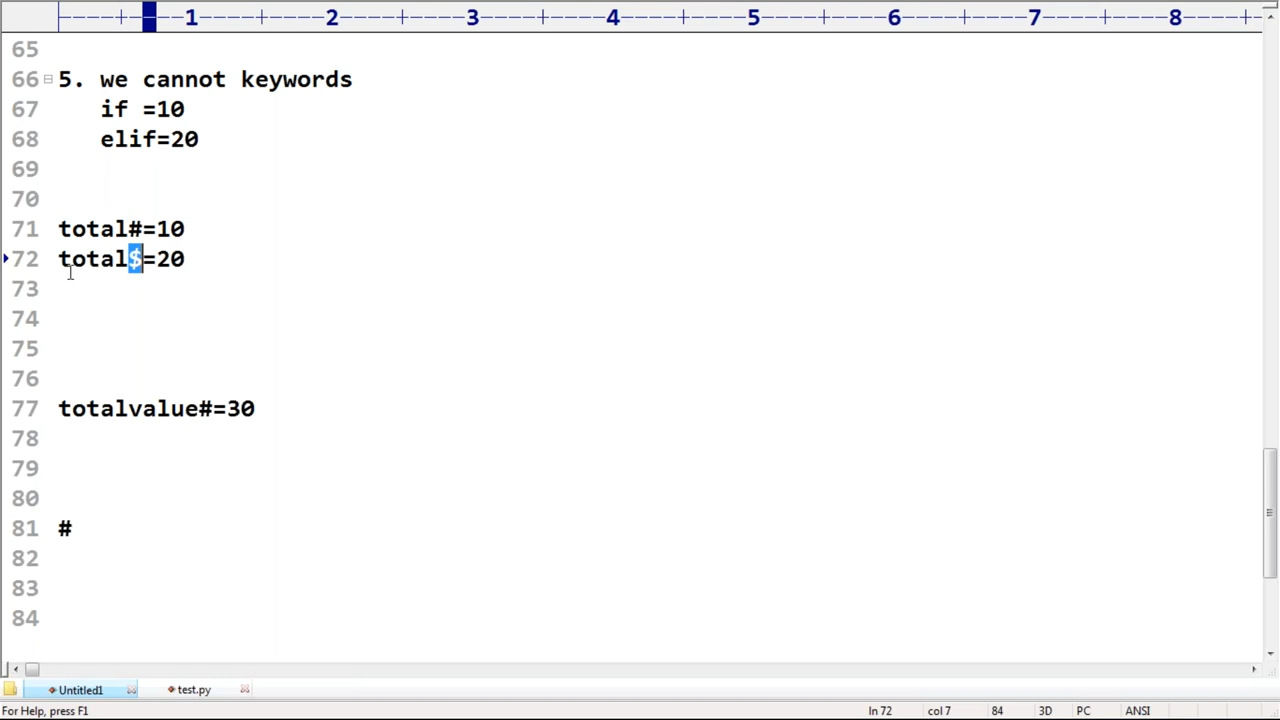 1 2 3 4 5 6 7 8
65
66 5. we cannot keywords
67 if =10
68 elif=20
69
70
71 total#=10
72 total$=20
73
74
75
76
77 totalvalue#=30
78
79
80
81 #
82
83
84
Untitled1 test.py
For Help, press F1 ln 72 col 7 84 3D PC ANSI